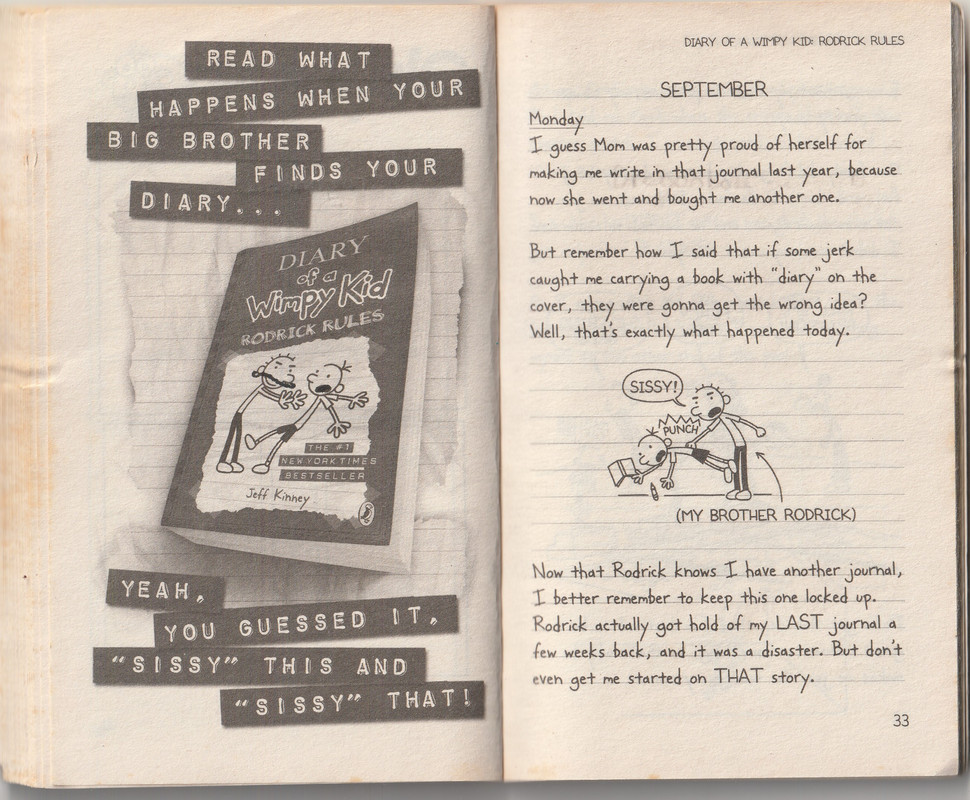 READ WHAT
HAPPENS WHEN YOUR
BIG BROTHER
FINDS YOUR
DIARY...
DIARY
of a
Wimpy Kid
RODRICK RULES
THE #1
NEW YORK TIMES
BESTSELLER
Jeff Kinney
YEAH,
YOU GUESSED IT,
“SISSY” THIS AND
“SISSY” THAT!
DIARY OF A WIMPY KID: RODRICK RULES
SEPTEMBER
Monday
I guess Mom was pretty proud of herself for
making me write in that journal last year, because
now she went and bought me another one.
But remember how I said that if some jerk
caught me carrying a book with “diary” on the
cover, they were gonna get the wrong idea?
Well, that’s exactly what happened today.
SISSY!
PUNCH
(MY BROTHER RODRICK)
Now that Rodrick knows I have another journal,
I better remember to keep this one locked up.
Rodrick actually got hold of my LAST journal a
few weeks back, and it was a disaster. But don’t
even get me started on THAT story.
33